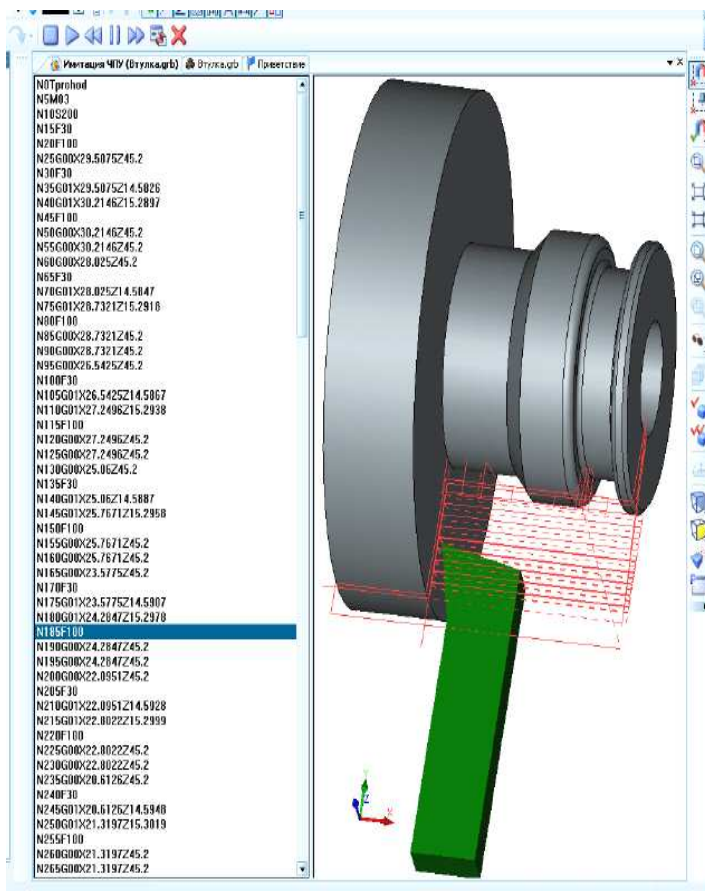 Имитация ЧПУ (Втулка.grb) Втулка.grb Приветствие
N0Tprohod
N5M03
N10S200
N15F30
N20F100
N25G00X29.5075Z45.2
N30F30
N35G01X29.5075Z14.5826
N40G01X30.2146Z15.2897
N45F100
N50G00X30.2146Z45.2
N55G00X30.2146Z45.2
N60G00X28.025Z45.2
N65F30
N70G01X28.025Z14.5847
N75G01X28.7321Z15.2918
N80F100
N85G00X28.7321Z45.2
N90G00X28.7321Z45.2
N95G00X26.5425Z45.2
N100F30
N105G01X26.5425Z14.5867
N110G01X27.2496Z15.2938
N115F100
N120G00X27.2496Z45.2
N125G00X27.2496Z45.2
N130G00X25.06Z45.2
N135F30
N140G01X25.06Z14.5887
N145G01X25.7671Z15.2958
N150F100
N155G00X25.7671Z45.2
N160G00X25.7671Z45.2
N165G00X23.5775Z45.2
N170F30
N175G01X23.5775Z14.5907
N180G01X24.2847Z15.2978
N185F100
N190G00X24.2847Z45.2
N195G00X24.2847Z45.2
N200G00X22.0951Z45.2
N205F30
N210G01X22.0951Z14.5928
N215G01X22.8022Z15.2999
N220F100
N225G00X22.8022Z45.2
N230G00X22.8022Z45.2
N235G00X20.6126Z45.2
N240F30
N245G01X20.6126Z14.5948
N250G01X21.3197Z15.3019
N255F100
N260G00X21.3197Z45.2
N265G00X21.3197Z45.2